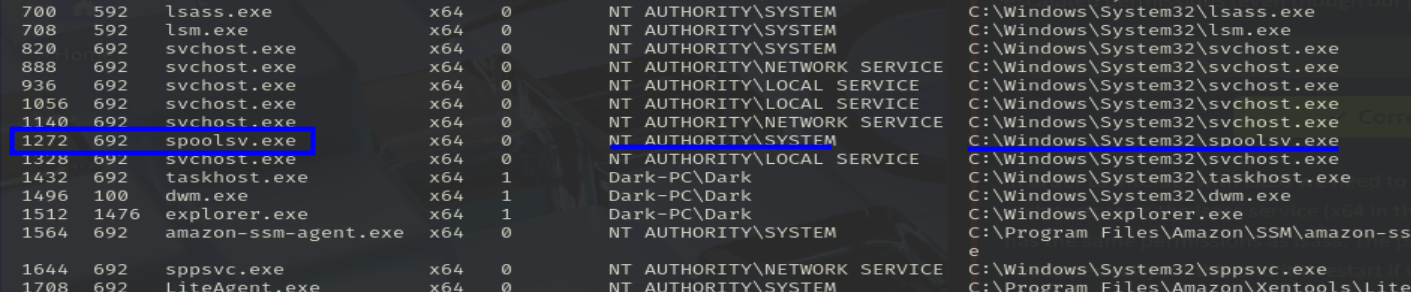 700 592 lsass.exe x64 0 NT AUTHORITY\SYSTEM C:\Windows\System32\lsass.exe
708 592 lsm.exe x64 0 NT AUTHORITY\SYSTEM C:\Windows\System32\lsm.exe
820 692 svchost.exe x64 0 NT AUTHORITY\SYSTEM C:\Windows\System32\svchost.exe
888 692 svchost.exe x64 0 NT AUTHORITY\NETWORK SERVICE C:\Windows\System32\svchost.exe
936 692 svchost.exe x64 0 NT AUTHORITY\LOCAL SERVICE C:\Windows\System32\svchost.exe
1056 692 svchost.exe x64 0 NT AUTHORITY\LOCAL SERVICE C:\Windows\System32\svchost.exe
1140 692 svchost.exe x64 0 NT AUTHORITY\NETWORK SERVICE C:\Windows\System32\svchost.exe
1272 692 spoolsv.exe x64 0 NT AUTHORITY\SYSTEM C:\Windows\System32\spoolsv.exe
1328 692 svchost.exe x64 0 NT AUTHORITY\LOCAL SERVICE C:\Windows\System32\svchost.exe
1432 692 taskhost.exe x64 1 Dark-PC\Dark C:\Windows\System32\taskhost.exe
1496 100 dwm.exe x64 1 Dark-PC\Dark C:\Windows\System32\dwm.exe
1512 1476 explorer.exe x64 1 Dark-PC\Dark C:\Windows\explorer.exe
1564 692 amazon-ssm-agent.exe x64 0 NT AUTHORITY\SYSTEM C:\Program Files\Amazon\SSM\amazon-ss
e
1644 692 sppsvc.exe x64 0 NT AUTHORITY\NETWORK SERVICE C:\Windows\System32\sppsvc.exe
1708 692 LiteAgent.exe x64 0 NT AUTHORITY\SYSTEM C:\Program Files\Amazon\Xentools\Lite